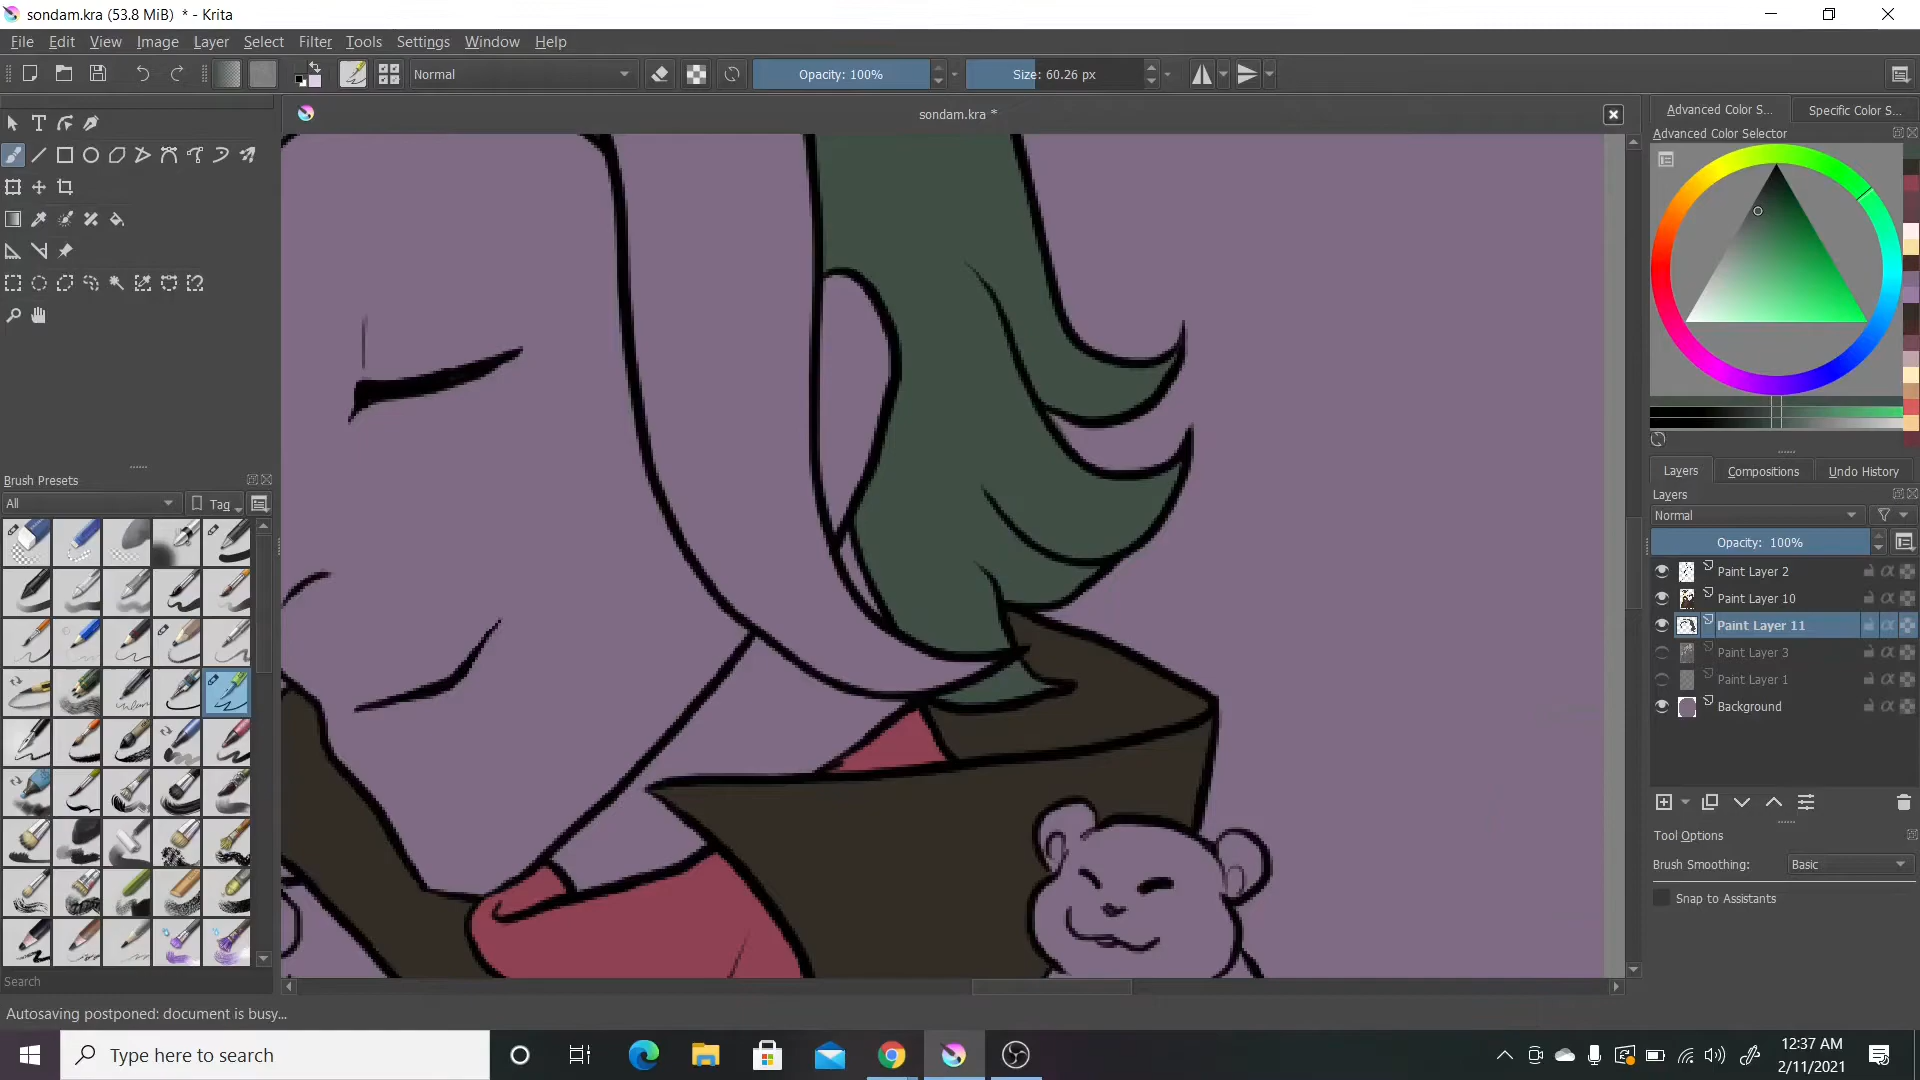 sondam.kra (53.8 MiB) * - Krita
File Edit View Image Layer Select Filter Tools Settings Window Help
Normal
Opacity: 100%
Size: 60.26 px
sondam.kra *
Advanced Color S...
Specific Color S...
Advanced Color Selector
Brush Presets
All
Tag
Layers
Compositions
Undo History
Layers
Normal
Opacity: 100%
Paint Layer 2
Paint Layer 10
Paint Layer 11
Paint Layer 3
Paint Layer 1
Background
Tool Options
Brush Smoothing:
Basic
Snap to Assistants
Search
Autosaving postponed: document is busy...
Type here to search
12:37 AM
2/11/2021